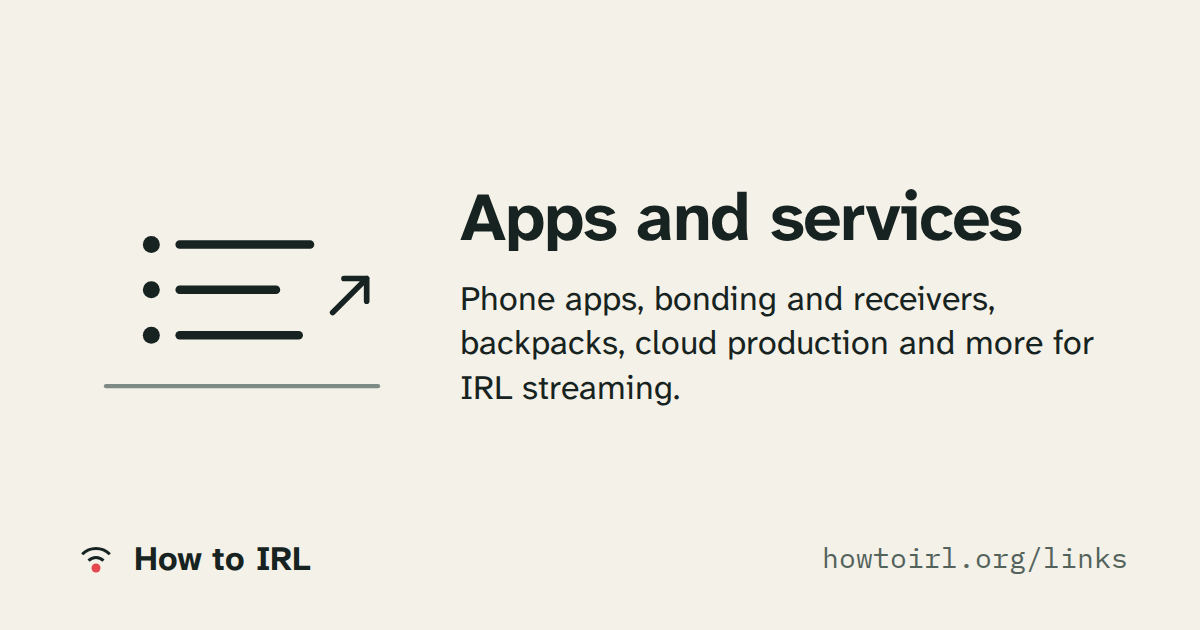 Apps and services
Phone apps, bonding and receivers,
backpacks, cloud production and more for
IRL streaming.
How to IRL
howtoirl.org/links